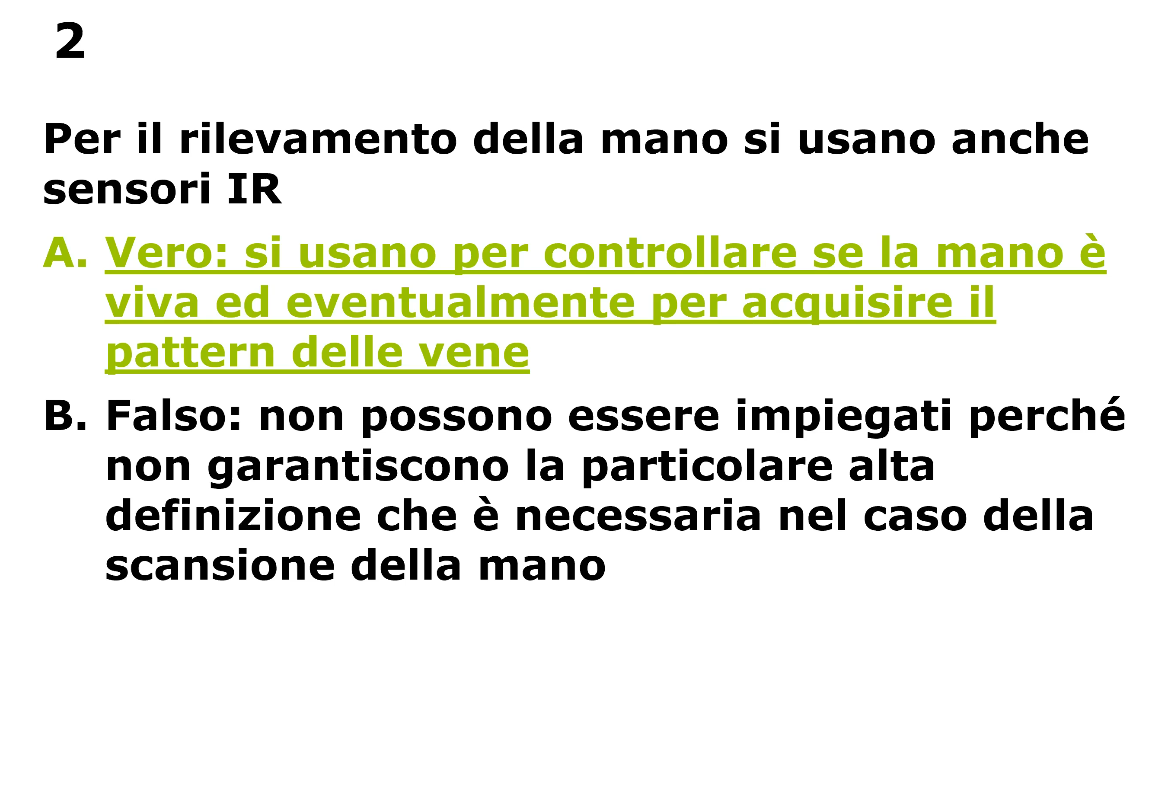 2
Per il rilevamento della mano si usano anche
sensori IR
A. Vero: si usano per controllare se la mano è
viva ed eventualmente per acquisire il
pattern delle vene
B. Falso: non possono essere impiegati perché
non garantiscono la particolare alta
definizione che è necessaria nel caso della
scansione della mano